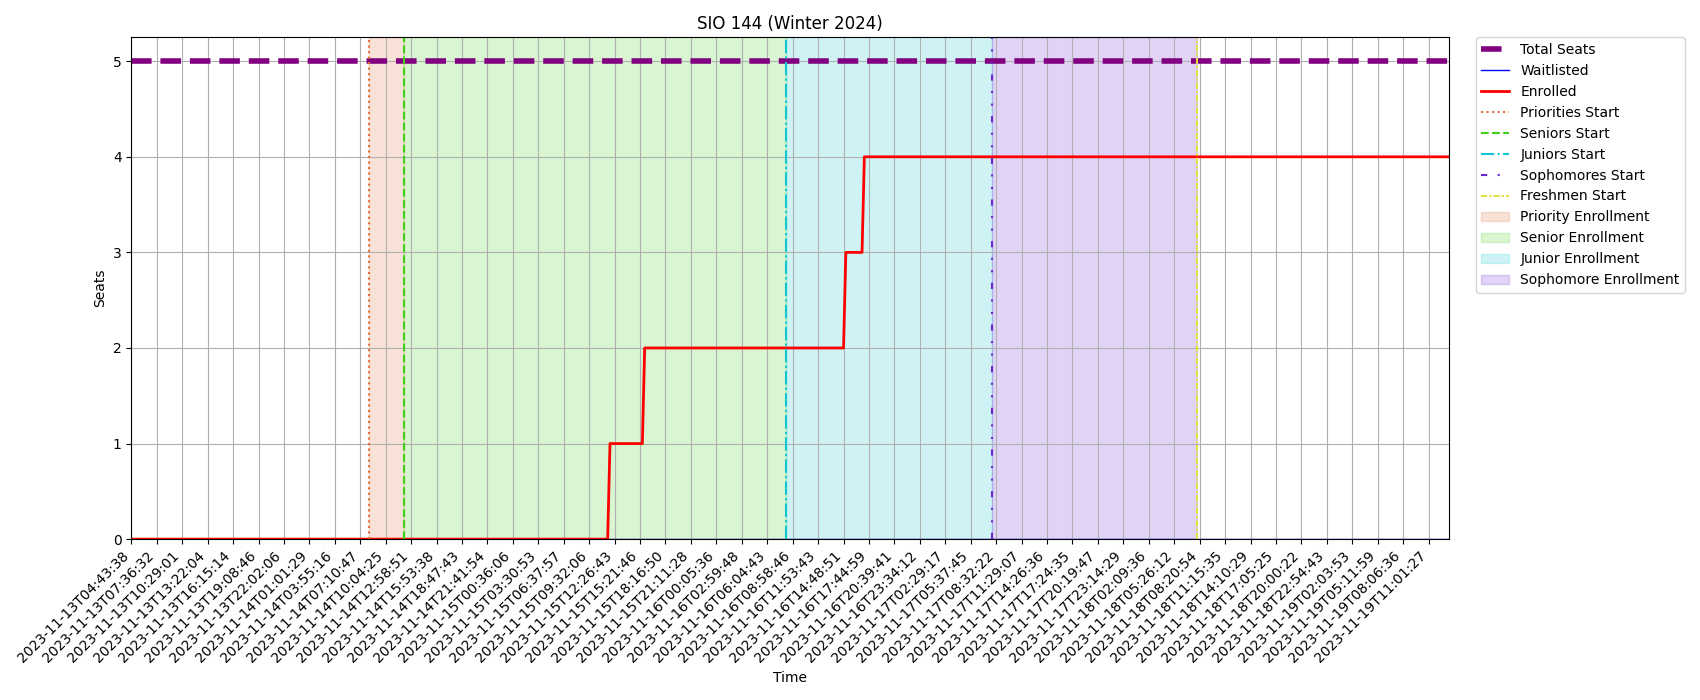 SIO 144 (Winter 2024)
Seats
5
4
3
2
1
0
2023-11-13T04:43:38
2023-11-13T07:36:32
2023-11-13T10:29:01
2023-11-13T13:22:04
2023-11-13T16:15:14
2023-11-13T19:08:46
2023-11-13T22:02:06
2023-11-14T01:01:29
2023-11-14T03:55:16
2023-11-14T07:10:47
2023-11-14T10:04:25
2023-11-14T12:58:51
2023-11-14T15:53:38
2023-11-14T18:47:43
2023-11-14T21:41:54
2023-11-15T00:36:06
2023-11-15T03:30:53
2023-11-15T06:37:57
2023-11-15T09:32:06
2023-11-15T12:26:43
2023-11-15T15:21:46
2023-11-15T18:16:50
2023-11-15T21:11:28
2023-11-16T00:05:36
2023-11-16T02:59:48
2023-11-16T06:04:43
2023-11-16T08:58:46
2023-11-16T11:53:43
2023-11-16T14:48:51
2023-11-16T17:44:59
2023-11-16T20:39:41
2023-11-16T23:34:12
2023-11-17T02:29:17
2023-11-17T05:37:45
2023-11-17T08:32:22
2023-11-17T11:29:07
2023-11-17T14:26:36
2023-11-17T17:24:35
2023-11-17T20:19:47
2023-11-17T23:14:29
2023-11-18T02:09:36
2023-11-18T05:26:12
2023-11-18T08:20:54
2023-11-18T11:15:35
2023-11-18T14:10:29
2023-11-18T17:05:25
2023-11-18T20:00:22
2023-11-18T22:54:43
2023-11-19T02:03:53
2023-11-19T05:11:59
2023-11-19T08:06:36
2023-11-19T11:01:27
Time
Total Seats
Waitlisted
Enrolled
Priorities Start
Seniors Start
Juniors Start
Sophomores Start
Freshmen Start
Priority Enrollment
Senior Enrollment
Junior Enrollment
Sophomore Enrollment